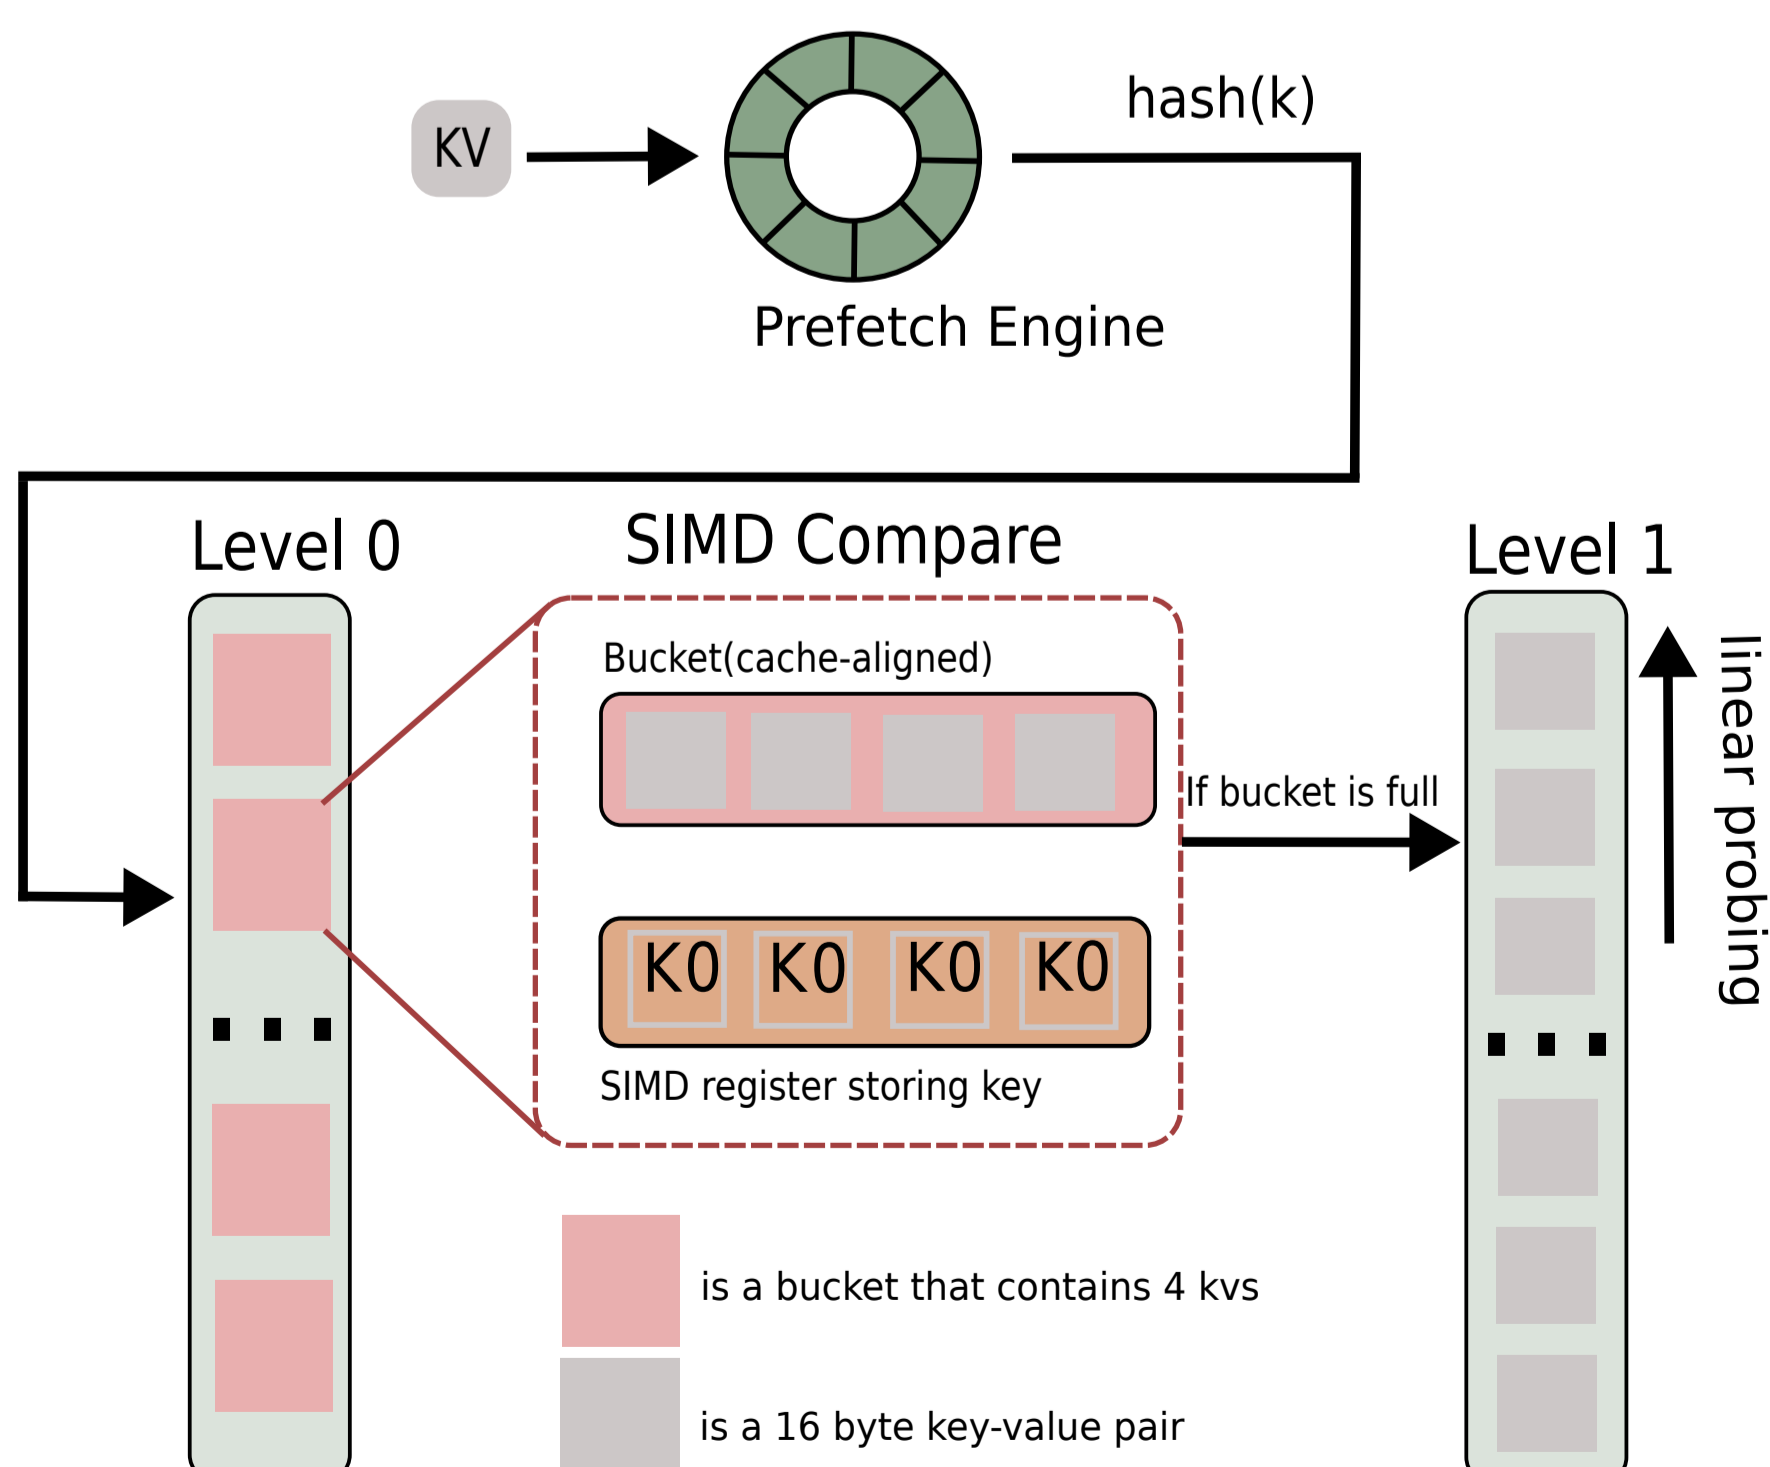 KV
hash(k)
Prefetch Engine
Level 0
SIMD Compare
Level 1
Bucket(cache-aligned)
If bucket is full
linear probing
K0 K0 K0 K0
SIMD register storing key
is a bucket that contains 4 kvs
is a 16 byte key-value pair